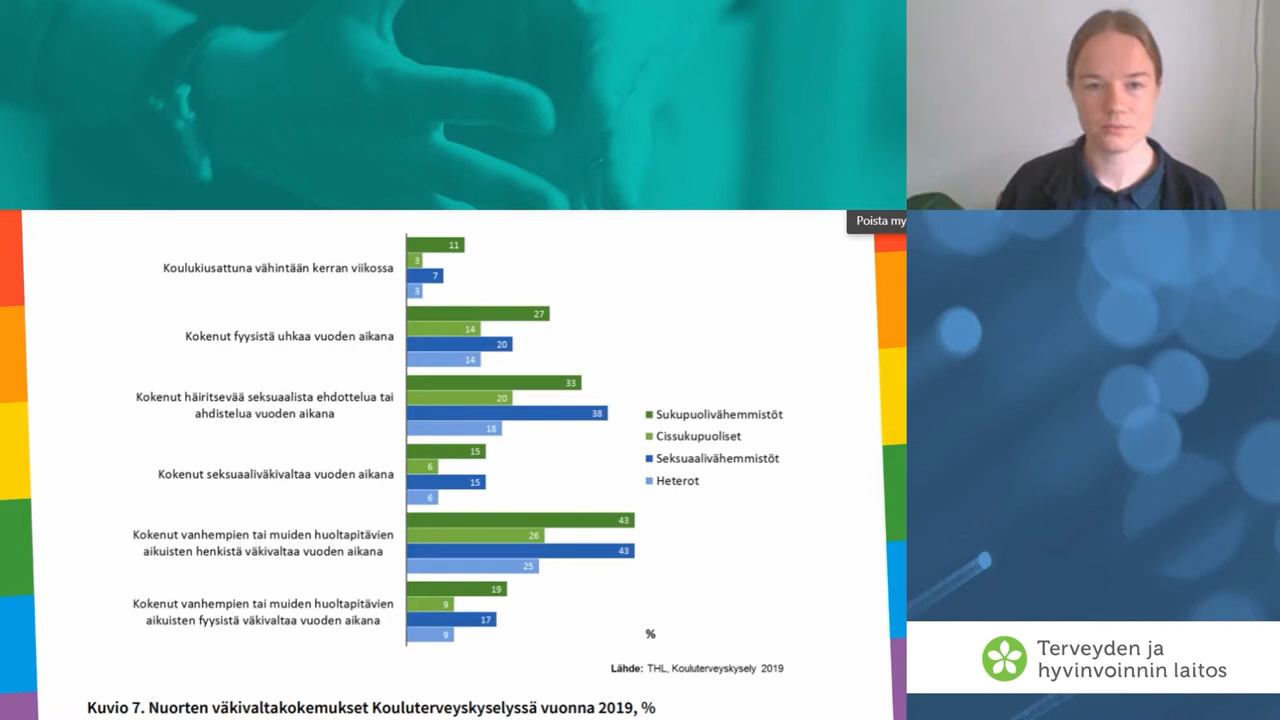 Poista my
Koulukiusattuna vähintään kerran viikossa
11
3
7
3
Kokenut fyysistä uhkaa vuoden aikana
27
14
20
14
Kokenut häiritsevää seksuaalista ehdottelua tai
ahdistelua vuoden aikana
33
20
38
18
Kokenut seksuaaliväkivaltaa vuoden aikana
15
6
15
6
Kokenut vanhempien tai muiden huoltapitävien
aikuisten henkistä väkivaltaa vuoden aikana
43
26
43
25
Kokenut vanhempien tai muiden huoltapitävien
aikuisten fyysistä väkivaltaa vuoden aikana
19
9
17
9
Sukupuolivähemmistöt
Cissukupuoliset
Seksuaalivähemmistöt
Heterot
%
Lähde: THL, Kouluterveyskysely 2019
Kuvio 7. Nuorten väkivaltakokemukset Kouluterveyskyselyssä vuonna 2019, %
Terveyden ja
hyvinvoinnin laitos